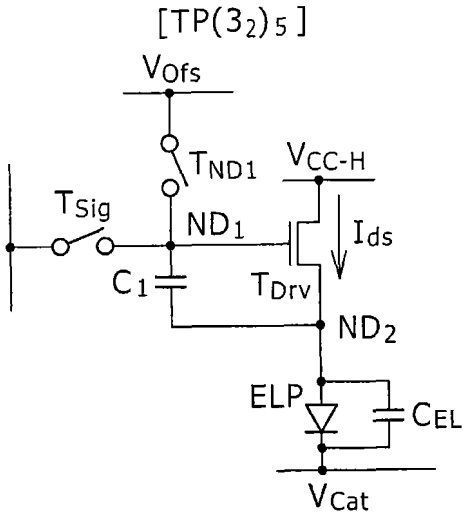 [TP(3₂)₅]
V_Ofs
T_ND1
V_CC-H
T_Sig
ND₁
I_ds
C₁
T_Drv
ND₂
ELP
C_EL
V_Cat